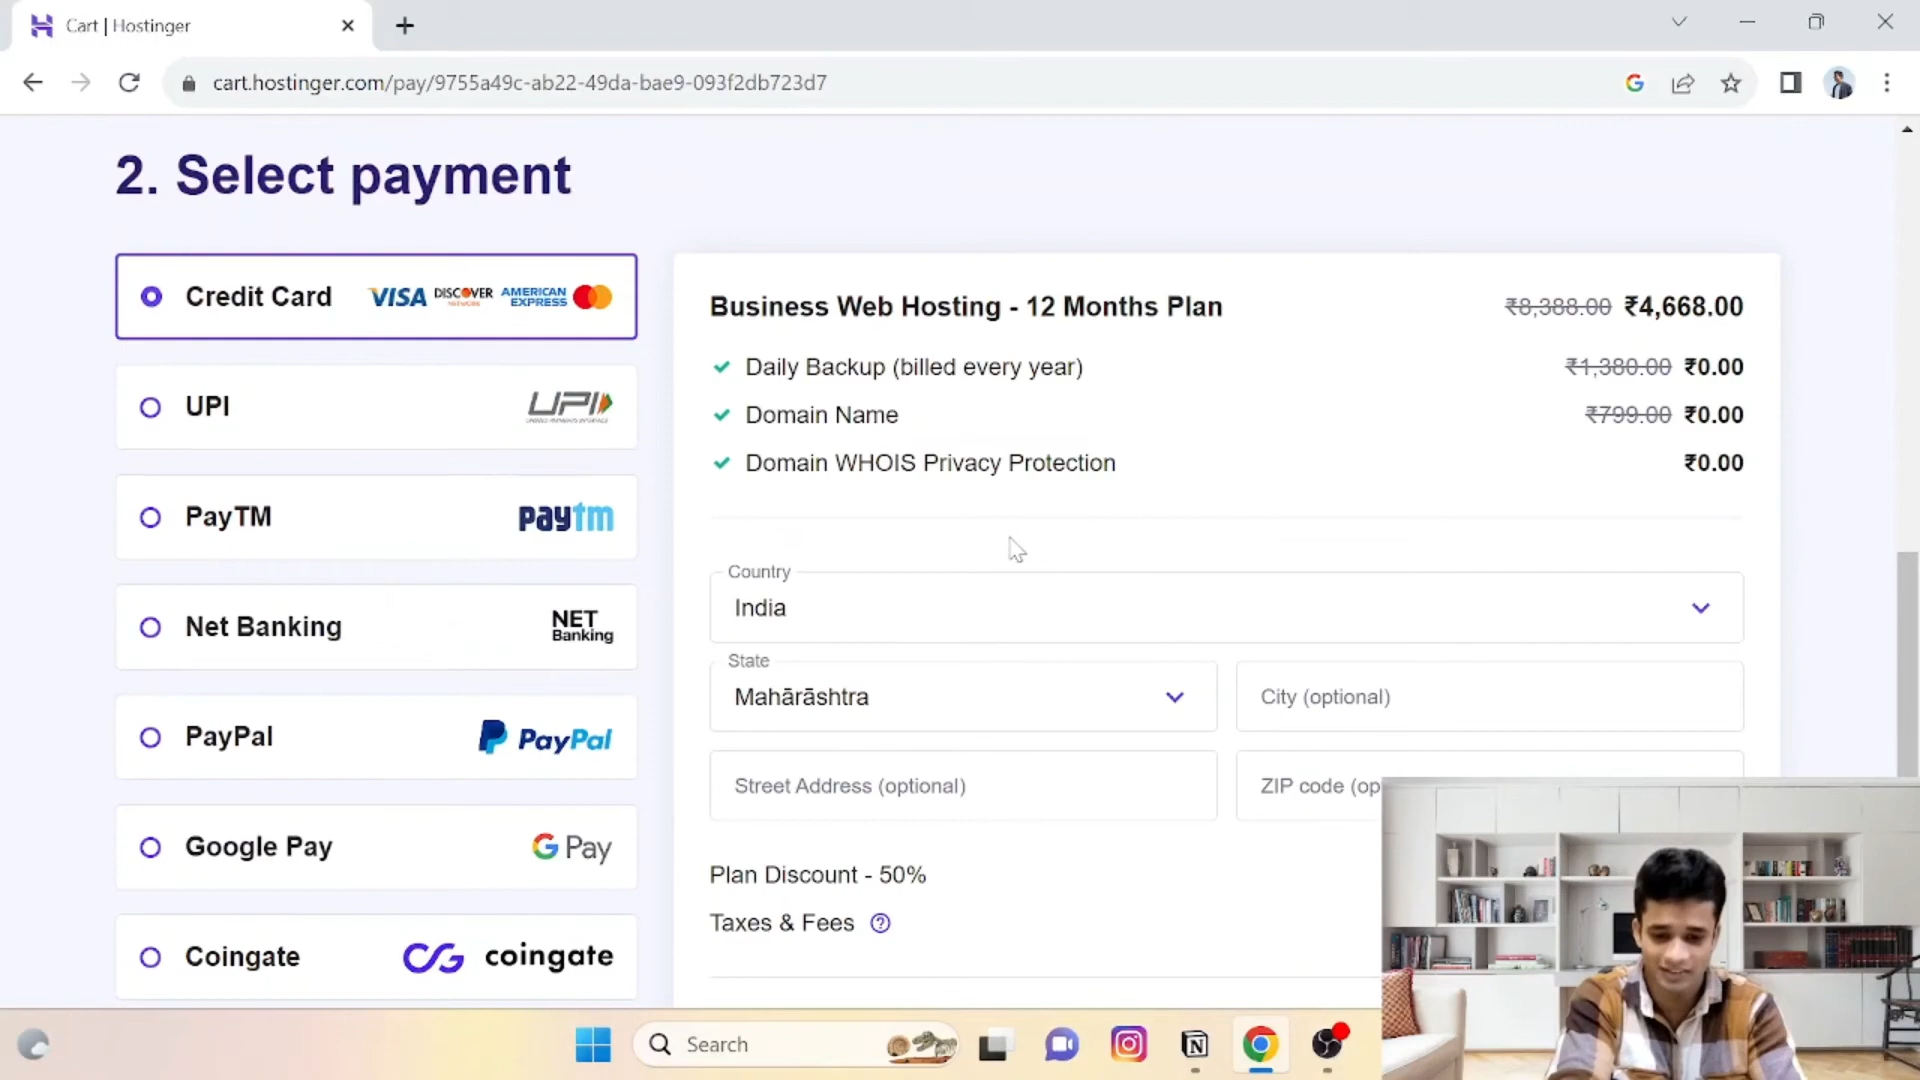 Cart | Hostinger
cart.hostinger.com/pay/9755a49c-ab22-49da-bae9-093f2db723d7
2. Select payment
Credit Card VISA DISCOVER NETWORK AMERICAN EXPRESS
UPI UPI
PayTM paytm
Net Banking NET Banking
PayPal PayPal
Google Pay G Pay
Coingate CG coingate
Business Web Hosting - 12 Months Plan ₹8,388.00 ₹4,668.00
Daily Backup (billed every year) ₹1,380.00 ₹0.00
Domain Name ₹799.00 ₹0.00
Domain WHOIS Privacy Protection ₹0.00
Country
India
State
Mahārāshtra
City (optional)
Street Address (optional)
ZIP code (op
Plan Discount - 50%
Taxes & Fees ?
Search